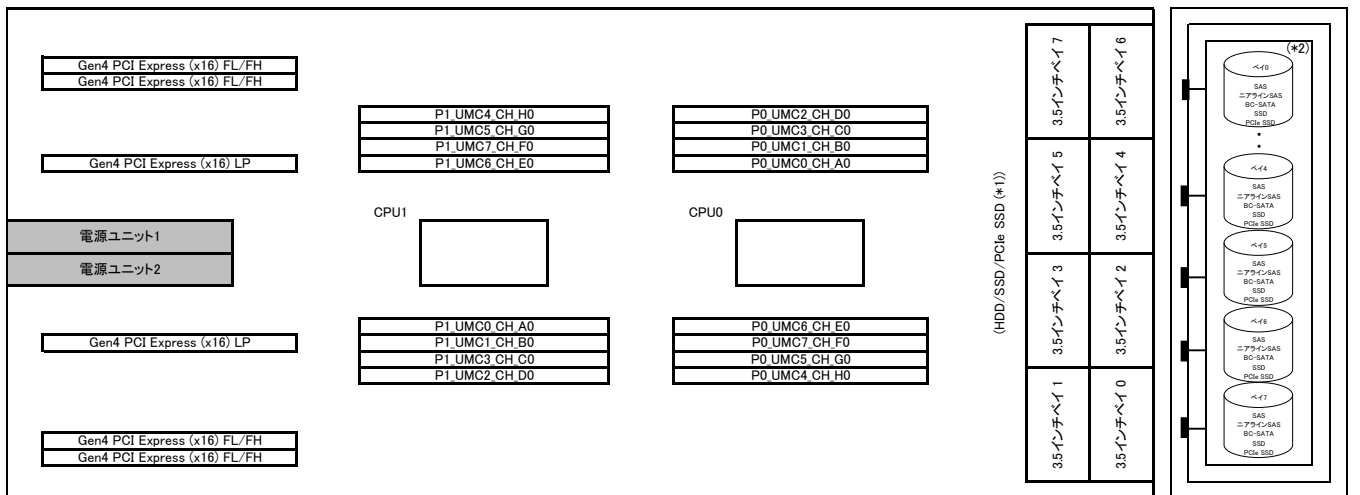 Gen4 PCI Express (x16) FL/FH
Gen4 PCI Express (x16) FL/FH
Gen4 PCI Express (x16) LP
電源ユニット1
電源ユニット2
Gen4 PCI Express (x16) LP
Gen4 PCI Express (x16) FL/FH
Gen4 PCI Express (x16) FL/FH
P1_UMC4_CH_H0
P1_UMC5_CH_G0
P1_UMC7_CH_F0
P1_UMC6_CH_E0
CPU1
P1_UMC0_CH_A0
P1_UMC1_CH_B0
P1_UMC3_CH_C0
P1_UMC2_CH_D0
P0_UMC2_CH_D0
P0_UMC3_CH_C0
P0_UMC1_CH_B0
P0_UMC0_CH_A0
CPU0
P0_UMC6_CH_E0
P0_UMC7_CH_F0
P0_UMC5_CH_G0
P0_UMC4_CH_H0
(HDD/SSD/PCIe SSD (*1))
3.5インチベイ 7
3.5インチベイ 6
3.5インチベイ 5
3.5インチベイ 4
3.5インチベイ 3
3.5インチベイ 2
3.5インチベイ 1
3.5インチベイ 0
(*2)
ベイ0
SAS
ニアラインSAS
BC-SATA
SSD
PCIe SSD
・
・
ベイ4
SAS
ニアラインSAS
BC-SATA
SSD
PCIe SSD
ベイ5
SAS
ニアラインSAS
BC-SATA
SSD
PCIe SSD
ベイ6
SAS
ニアラインSAS
BC-SATA
SSD
PCIe SSD
ベイ7
SAS
ニアラインSAS
BC-SATA
SSD
PCIe SSD